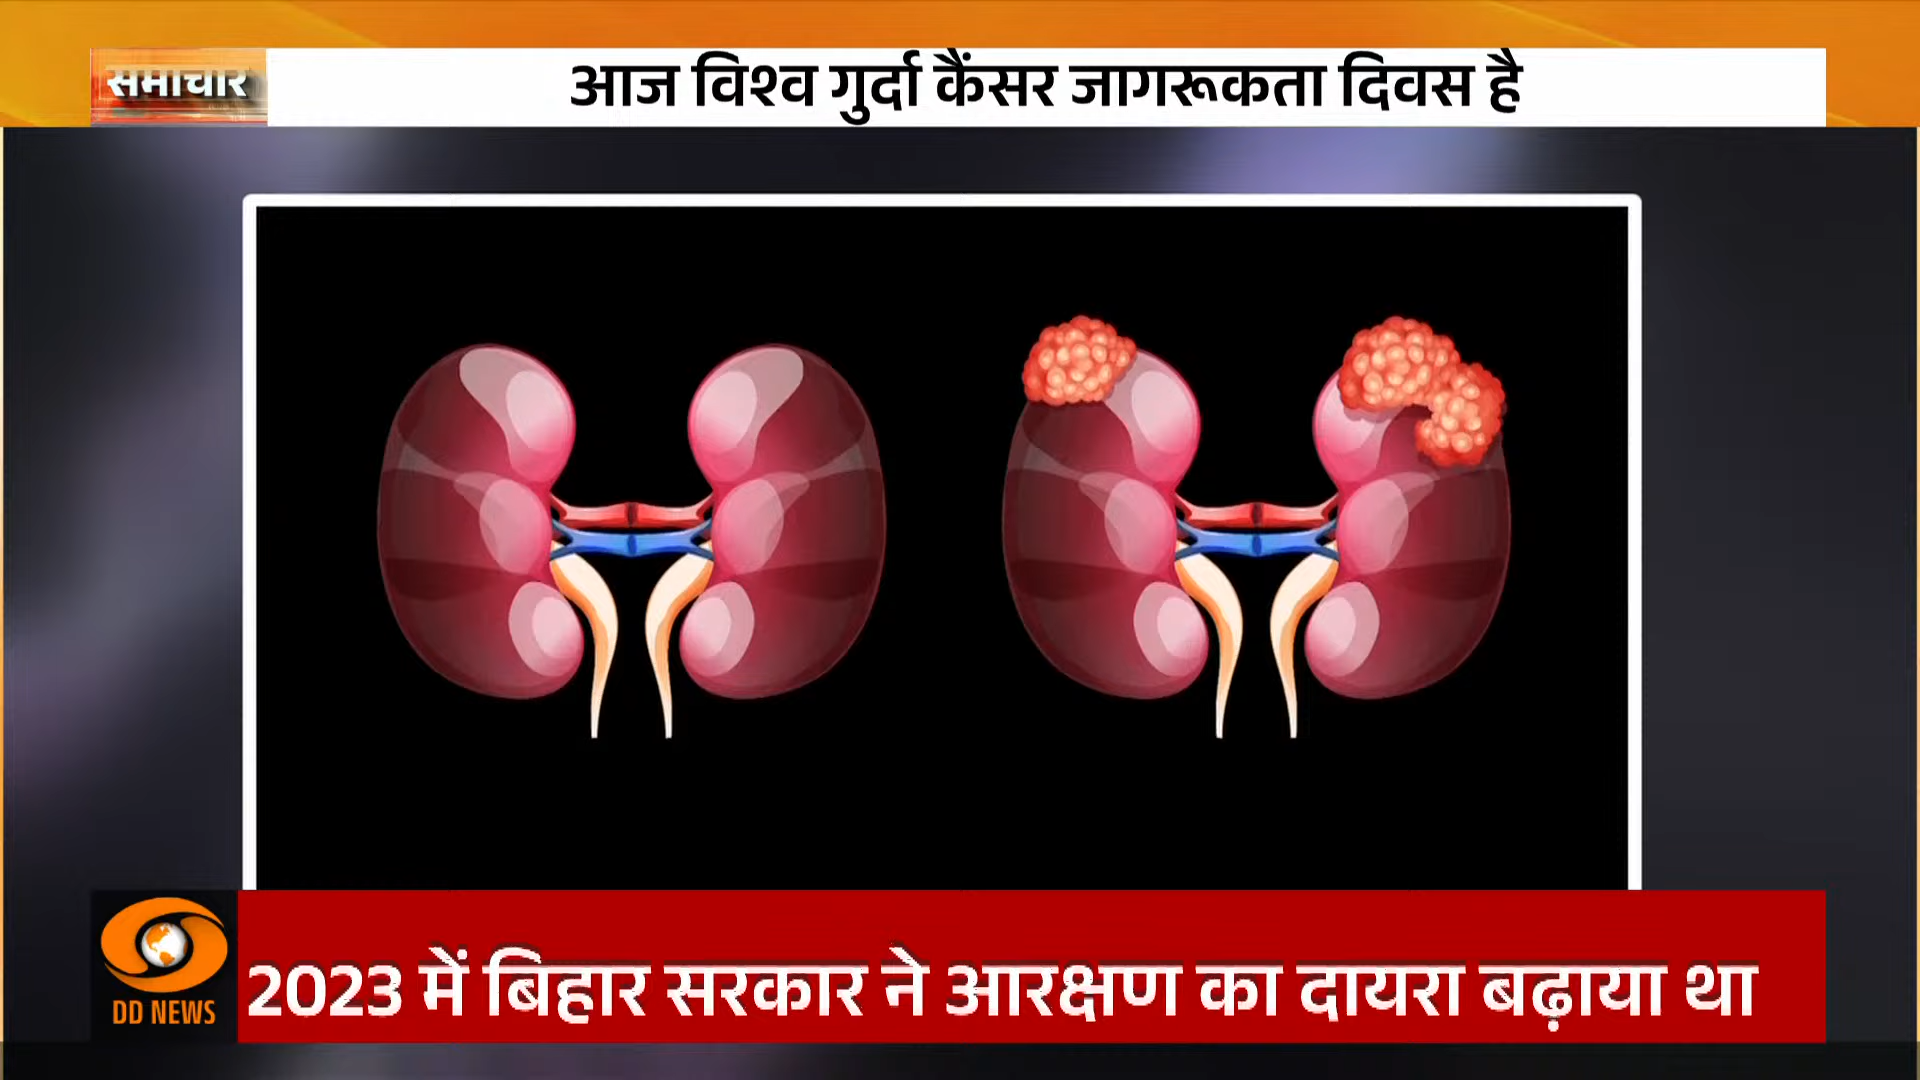 समाचार
आज विश्व गुर्दा कैंसर जागरूकता दिवस है
2023 में बिहार सरकार ने आरक्षण का दायरा बढ़ाया था
DD NEWS